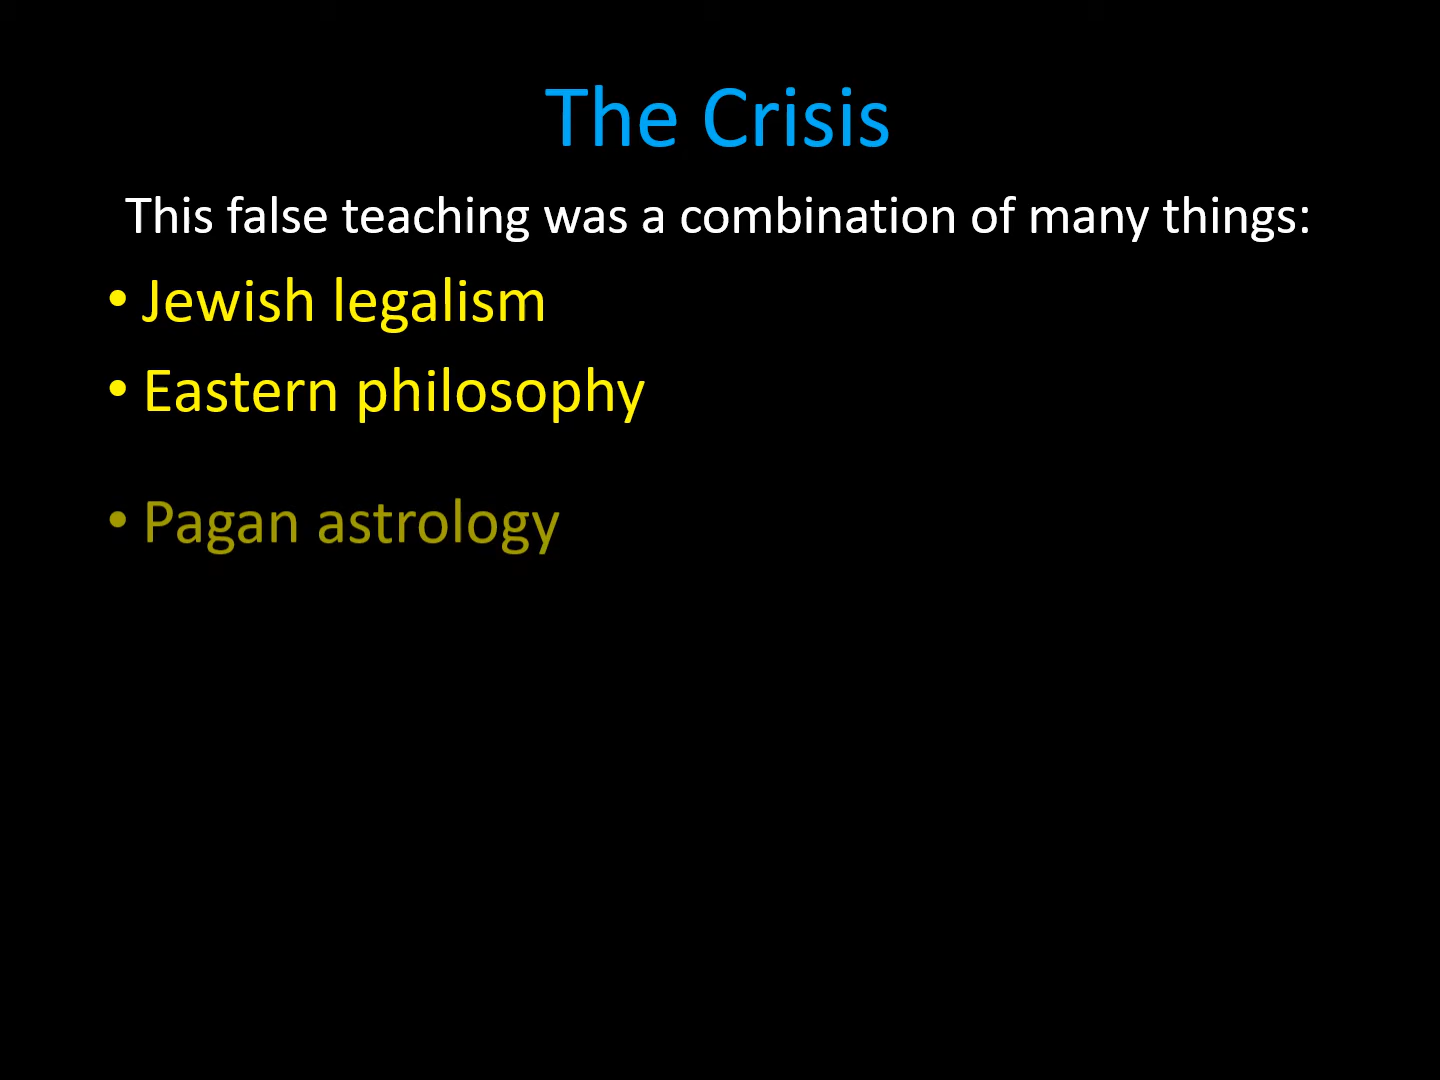 The Crisis
This false teaching was a combination of many things:
• Jewish legalism
• Eastern philosophy
• Pagan astrology